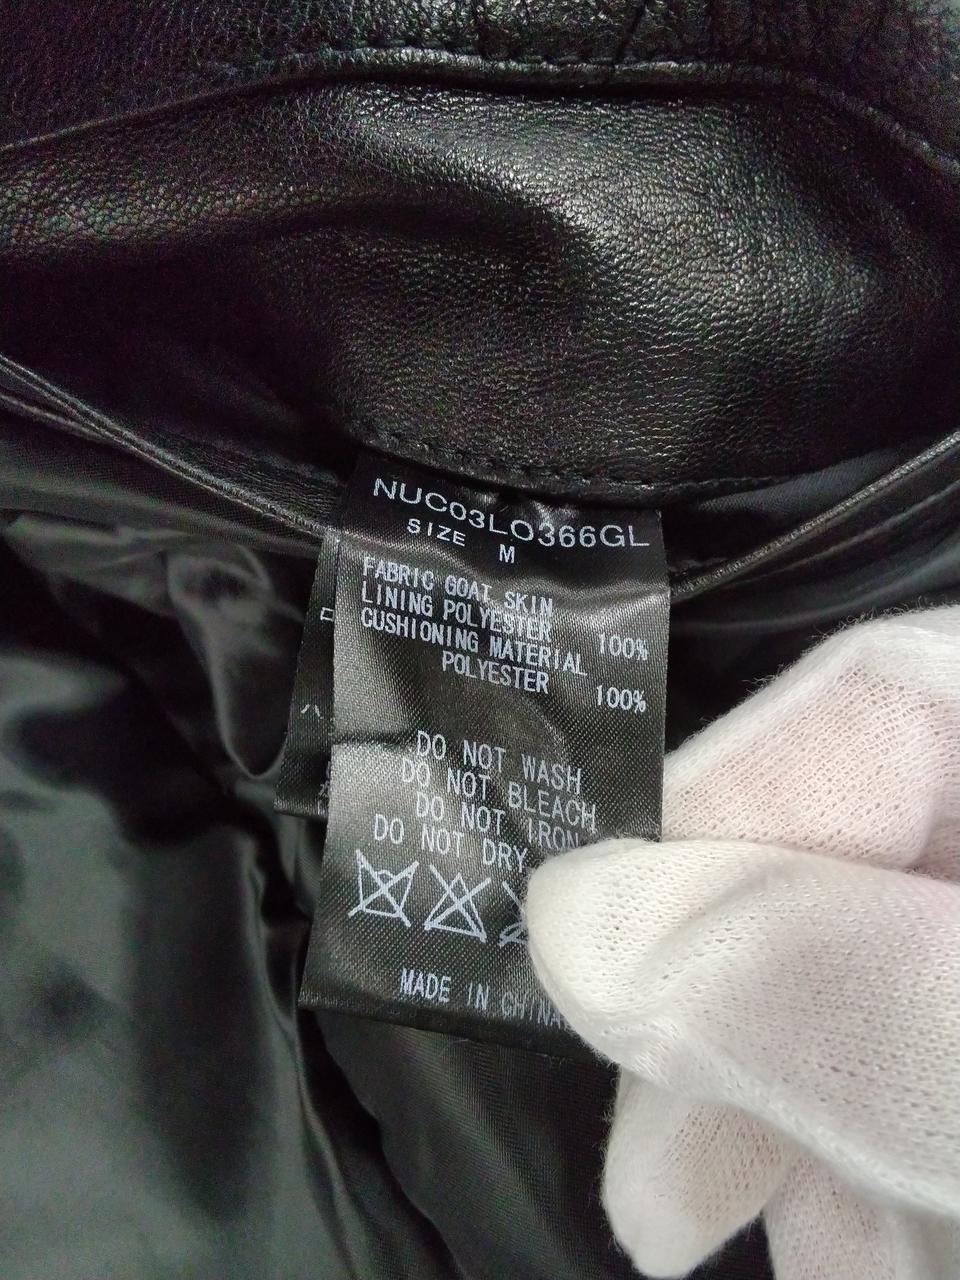 NUC03LO366GL
SIZE M
FABRIC GOAT SKIN
LINING POLYESTER 100%
CUSHIONING MATERIAL
POLYESTER 100%
DO NOT WASH
DO NOT BLEACH
DO NOT IRON
DO NOT DRY
MADE IN CHINA